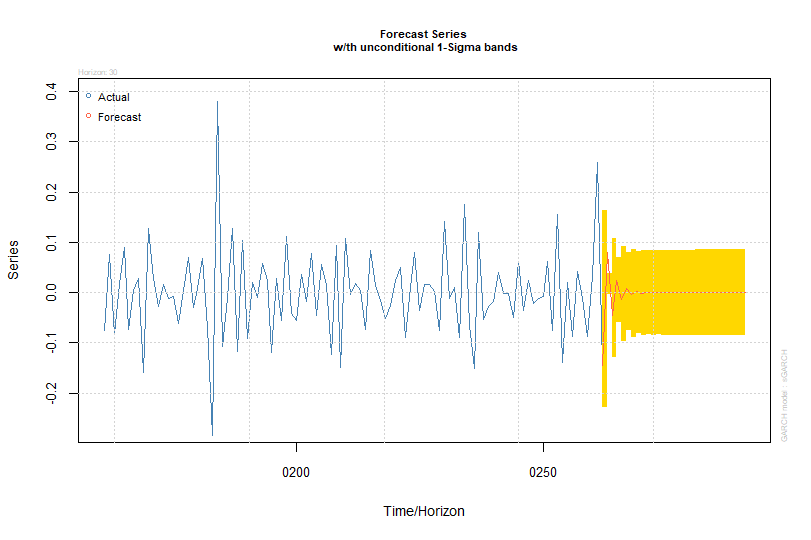 Forecast Series
w/th unconditional 1-Sigma bands
Horizon: 30
Actual
Forecast
0.4
0.3
0.2
0.1
0.0
-0.1
-0.2
Series
0200
0250
Time/Horizon
GARCH model : sGARCH